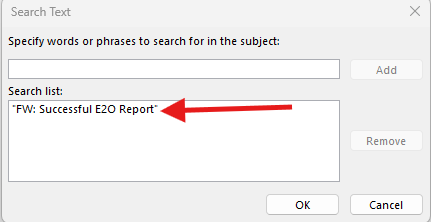 Search Text
Specify words or phrases to search for in the subject:
Add
Search list:
"FW: Successful E2O Report"
Remove
OK
Cancel